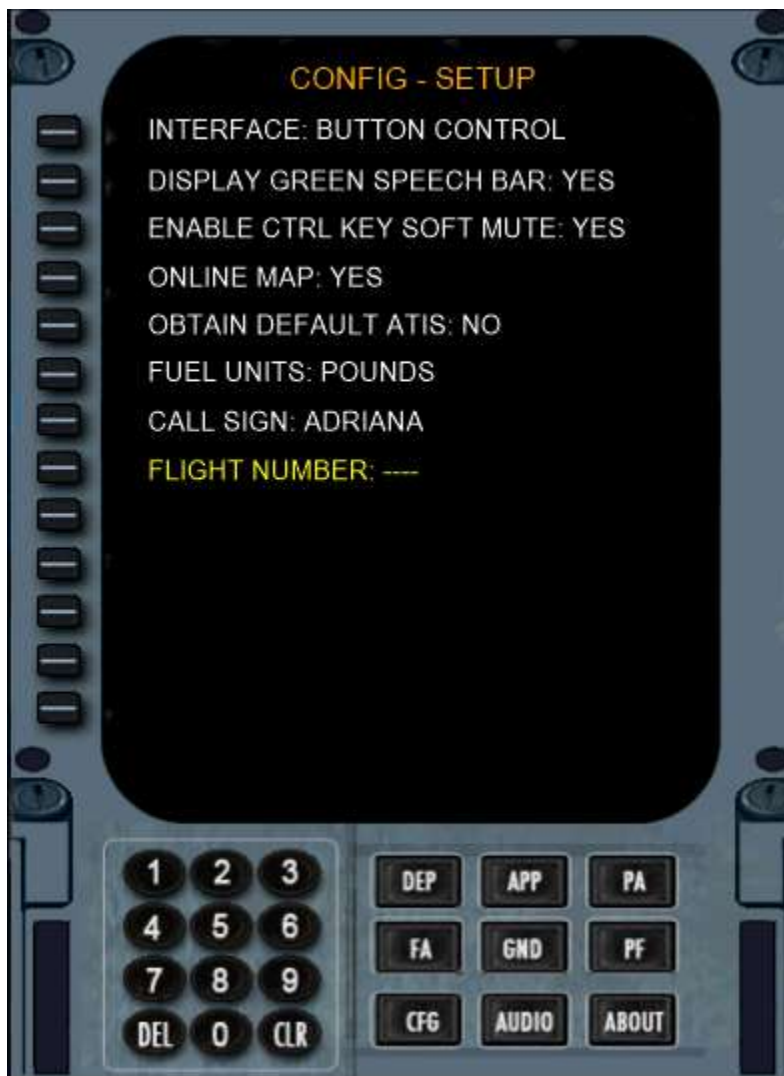 CONFIG - SETUP
INTERFACE: BUTTON CONTROL
DISPLAY GREEN SPEECH BAR: YES
ENABLE CTRL KEY SOFT MUTE: YES
ONLINE MAP: YES
OBTAIN DEFAULT ATIS: NO
FUEL UNITS: POUNDS
CALL SIGN: ADRIANA
FLIGHT NUMBER: ----
1 2 3
4 5 6
7 8 9
DEL 0 CLR
DEP APP PA
FA GND PF
CFG AUDIO ABOUT